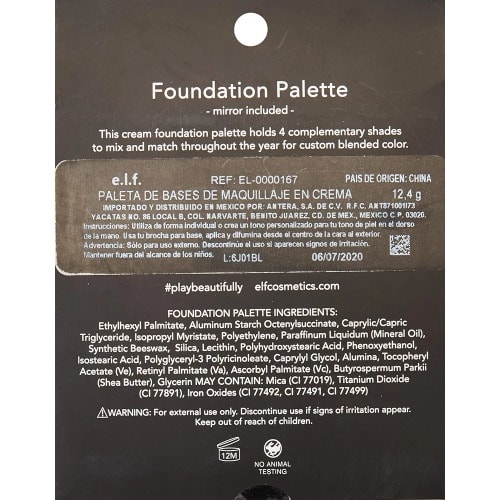 Foundation Palette
- mirror included -
This cream foundation palette holds 4 complementary shades
to mix and match throughout the year for custom blended color.
e.l.f. REF: EL-0000167 PAIS DE ORIGEN: CHINA
PALETA DE BASES DE MAQUILLAJE EN CREMA 12,4 g
IMPORTADO Y DISTRIBUIDO EN MEXICO POR: ANTERA, S.A. DE C.V. R.F.C. ANT871001173
YACATAS NO. 86 LOCAL B, COL NARVARTE, BENITO JUAREZ, CD. DE MEX., MEXICO C P. 03020.
Instrucciones: Utiliza de forma individual o crea un tono personalizado para tu tono de piel en el dorso
de la mano. Usa tu brocha para base, aplica y difumina desde el centro de la cara al exterior.
Advertencia: Sólo para uso externo. Descontinúe el uso si aparecen signos de irritación.
Mantener fuera del alcance de los niños. L:6J01BL 06/07/2020
#playbeautifully elfcosmetics.com
FOUNDATION PALETTE INGREDIENTS:
Ethylhexyl Palmitate, Aluminum Starch Octenylsuccinate, Caprylic/Capric
Triglyceride, Isopropyl Myristate, Polyethylene, Paraffinum Liquidum (Mineral Oil),
Synthetic Beeswax, Silica, Lecithin, Polyhydroxystearic Acid, Phenoxyethanol,
Isostearic Acid, Polyglyceryl-3 Polyricinoleate, Caprylyl Glycol, Alumina, Tocopheryl
Acetate (Ve), Retinyl Palmitate (Va), Ascorbyl Palmitate (Vc), Butyrospermum Parkii
(Shea Butter), Glycerin MAY CONTAIN: Mica (CI 77019), Titanium Dioxide
(CI 77891), Iron Oxides (CI 77492, CI 77491, CI 77499)
WARNING: For external use only. Discontinue use if signs of irritation appear.
Keep out of reach of children.
12M
NO ANIMAL
TESTING